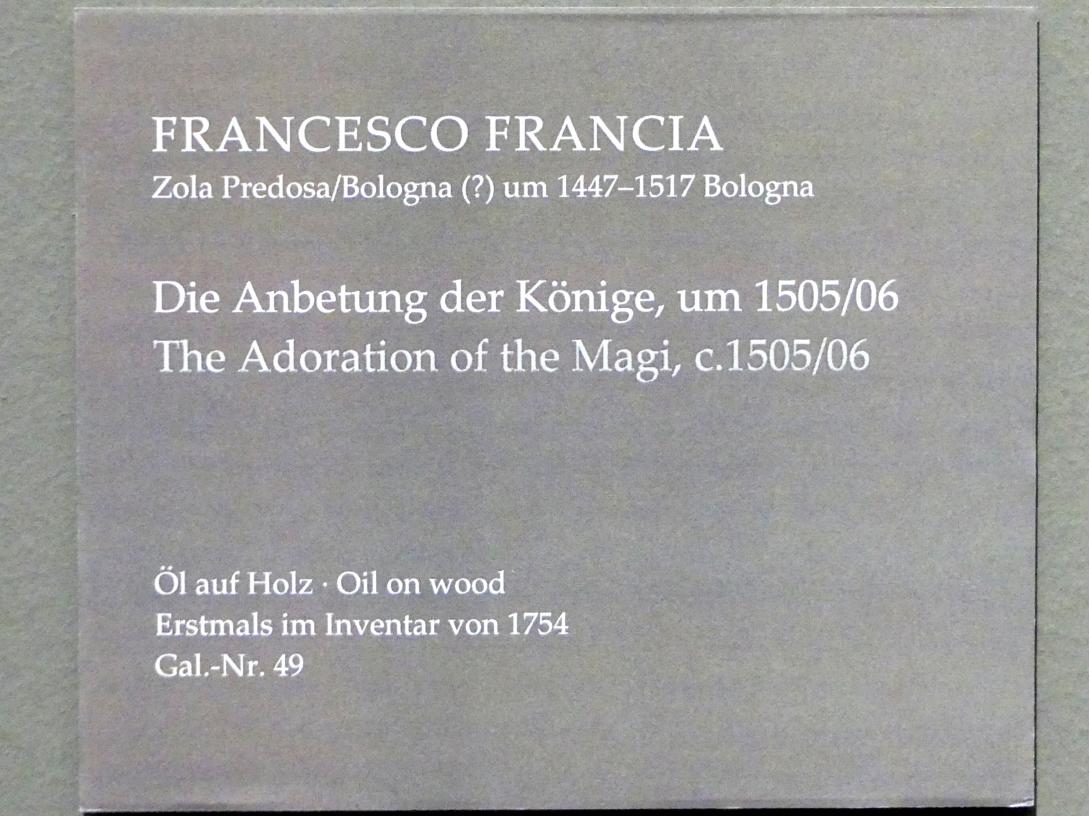 FRANCESCO FRANCIA
Zola Predosa/Bologna (?) um 1447–1517 Bologna
Die Anbetung der Könige, um 1505/06
The Adoration of the Magi, c.1505/06
Öl auf Holz · Oil on wood
Erstmals im Inventar von 1754
Gal.-Nr. 49